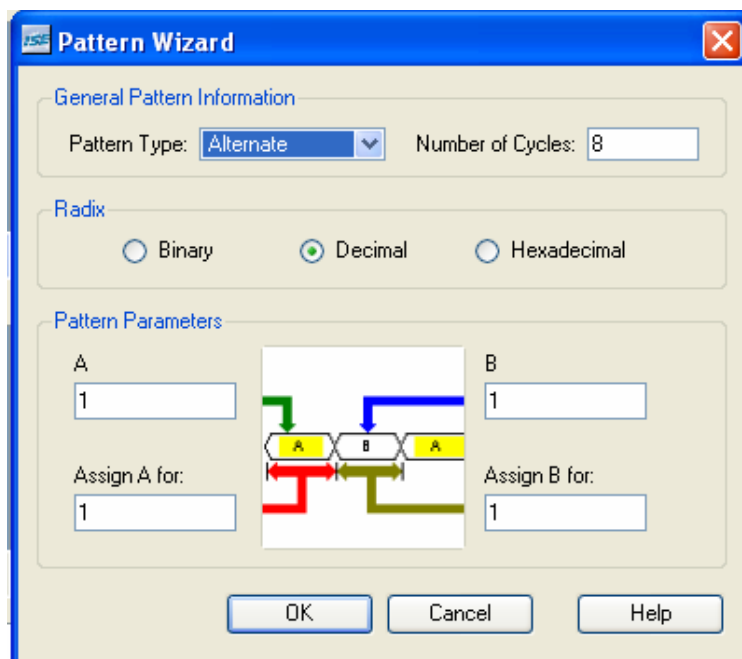 ISE Pattern Wizard
General Pattern Information
Pattern Type: Alternate Number of Cycles: 8
Radix
Binary Decimal Hexadecimal
Pattern Parameters
A B
1 1
A B A
Assign A for: Assign B for:
1 1
OK Cancel Help